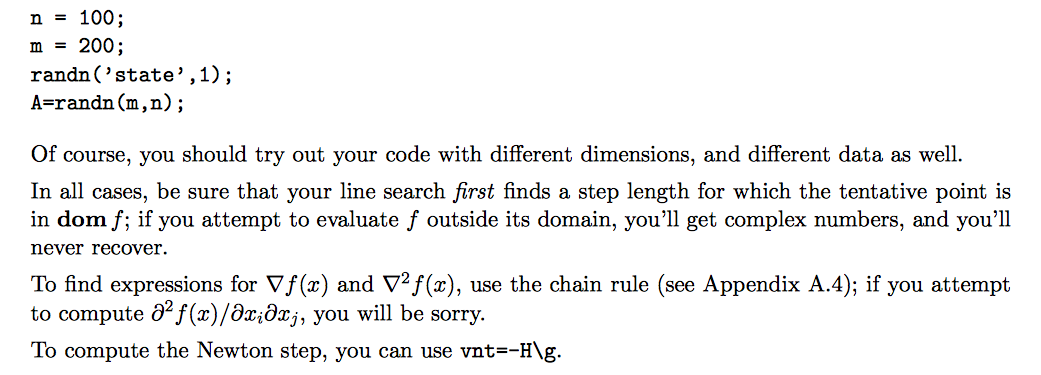 n = 100;
m = 200;
randn('state',1);
A=randn(m,n);
Of course, you should try out your code with different dimensions, and different data as well.
In all cases, be sure that your line search first finds a step length for which the tentative point is
in dom f; if you attempt to evaluate f outside its domain, you'll get complex numbers, and you'll
never recover.
To find expressions for ∇f(x) and ∇²f(x), use the chain rule (see Appendix A.4); if you attempt
to compute ∂²f(x)/∂xᵢ∂xⱼ, you will be sorry.
To compute the Newton step, you can use vnt=-H\g.